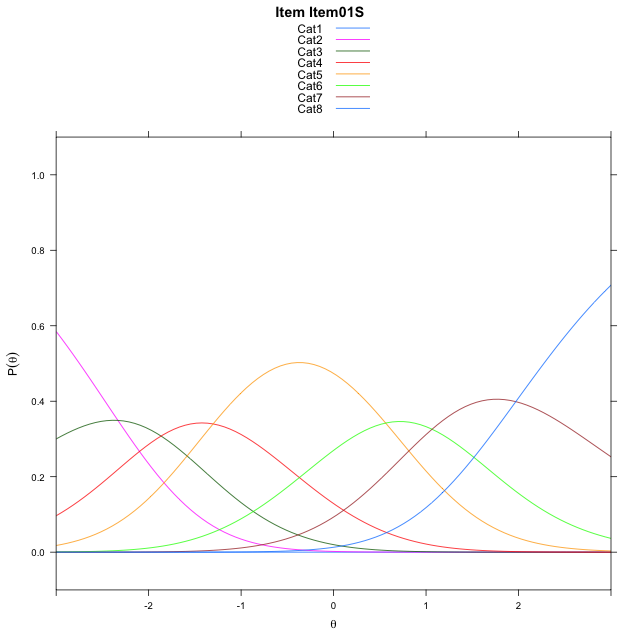 Item Item01S
Cat1
Cat2
Cat3
Cat4
Cat5
Cat6
Cat7
Cat8
1.0
0.8
0.6
0.4
0.2
0.0
P(θ)
-2 -1 0 1 2
θ